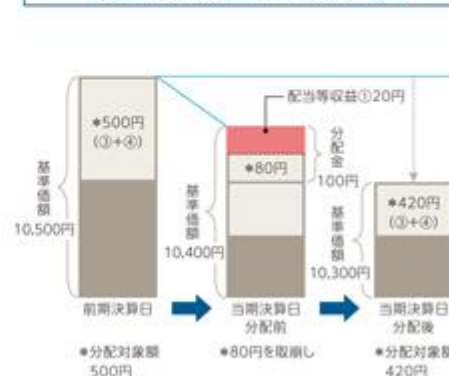 配当等収益①20円
*500円
(③+④)
分配金
100円
*80円
基準価額
10,500円
基準価額
10,400円
基準価額
10,300円
*420円
(③+④)
前期決算日
当期決算日
分配前
当期決算日
分配後
*分配対象額
500円
*80円を取崩し
*分配対象額
420円